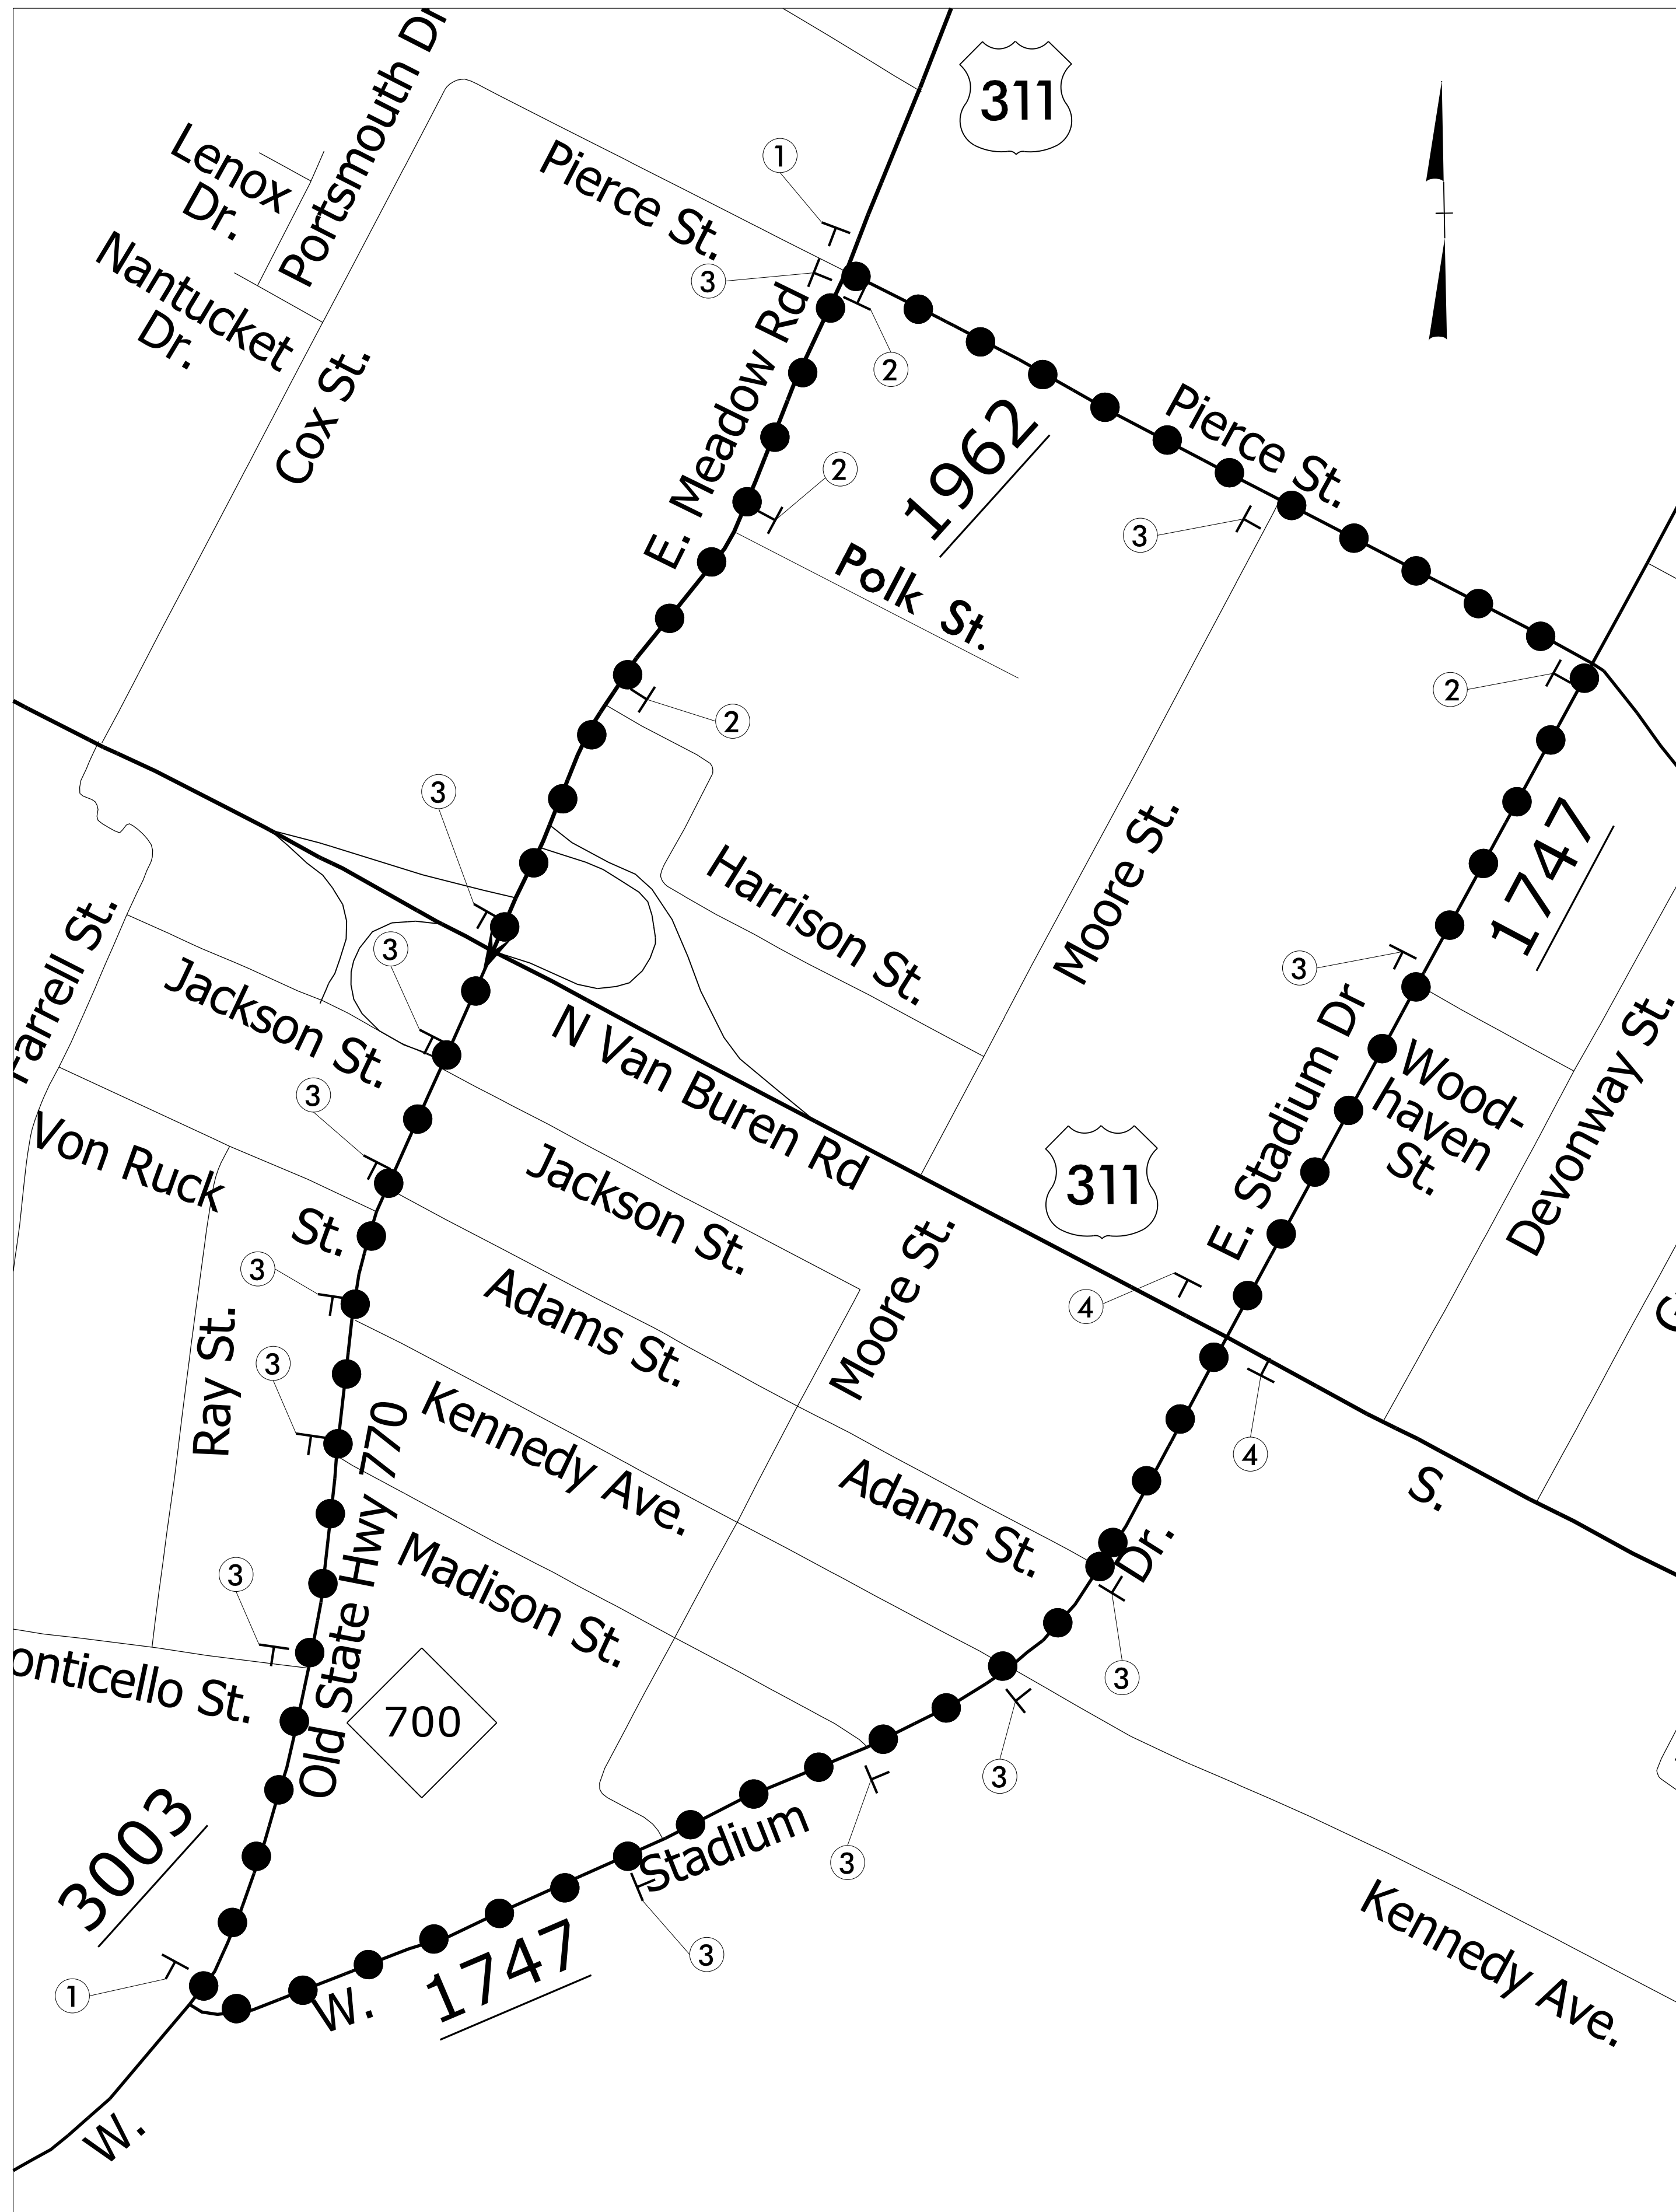 Portsmouth Dr
311
Lenox
Dr.
1
Pierce St.
Nantucket
Dr.
3
2
Cox St.
E. Meadow Rd
2
1962
Pierce St.
3
Polk St.
2
2
3
1747
Harrison St.
Moore St.
Farrell St.
3
3
Jackson St.
N Van Buren Rd
E. Stadium Dr
Wood-
haven
St.
Devonway St.
3
Von Ruck
St.
Jackson St.
311
3
Adams St.
Moore St.
4
Ray St.
3
Kennedy Ave.
4
S.
Old State Hwy 770
Adams St.
Dr.
Madison St.
3
3
onticello St.
700
3
3003
Stadium
3
Kennedy Ave.
1747
3
1
W.
W.